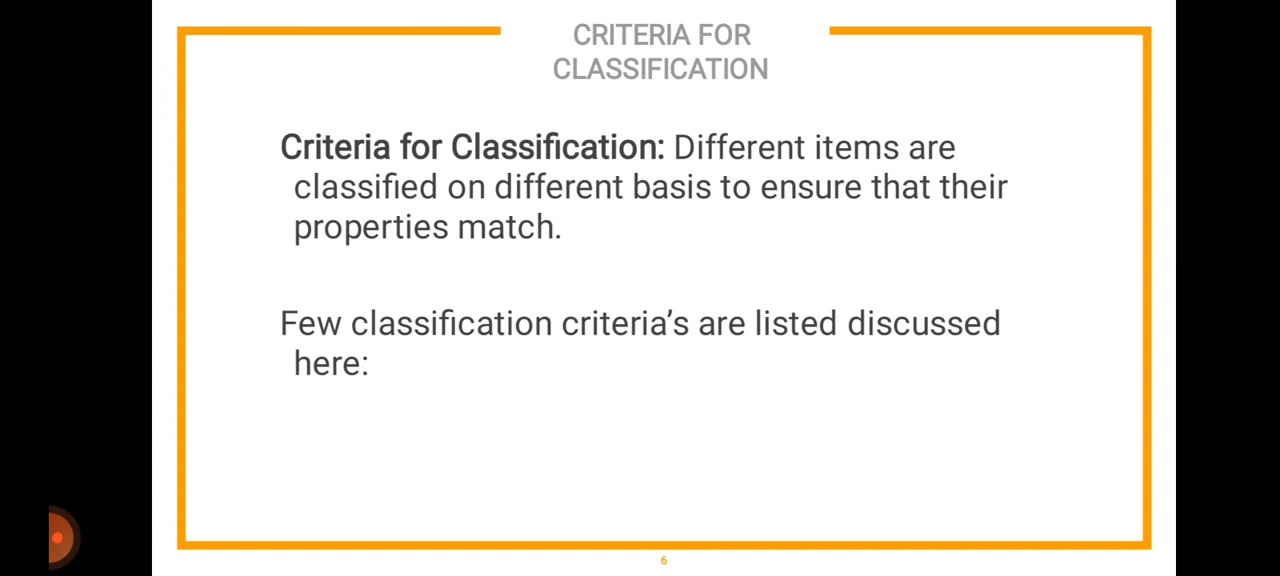 CRITERIA FOR
CLASSIFICATION
Criteria for Classification: Different items are
classified on different basis to ensure that their
properties match.
Few classification criteria’s are listed discussed
here:
6